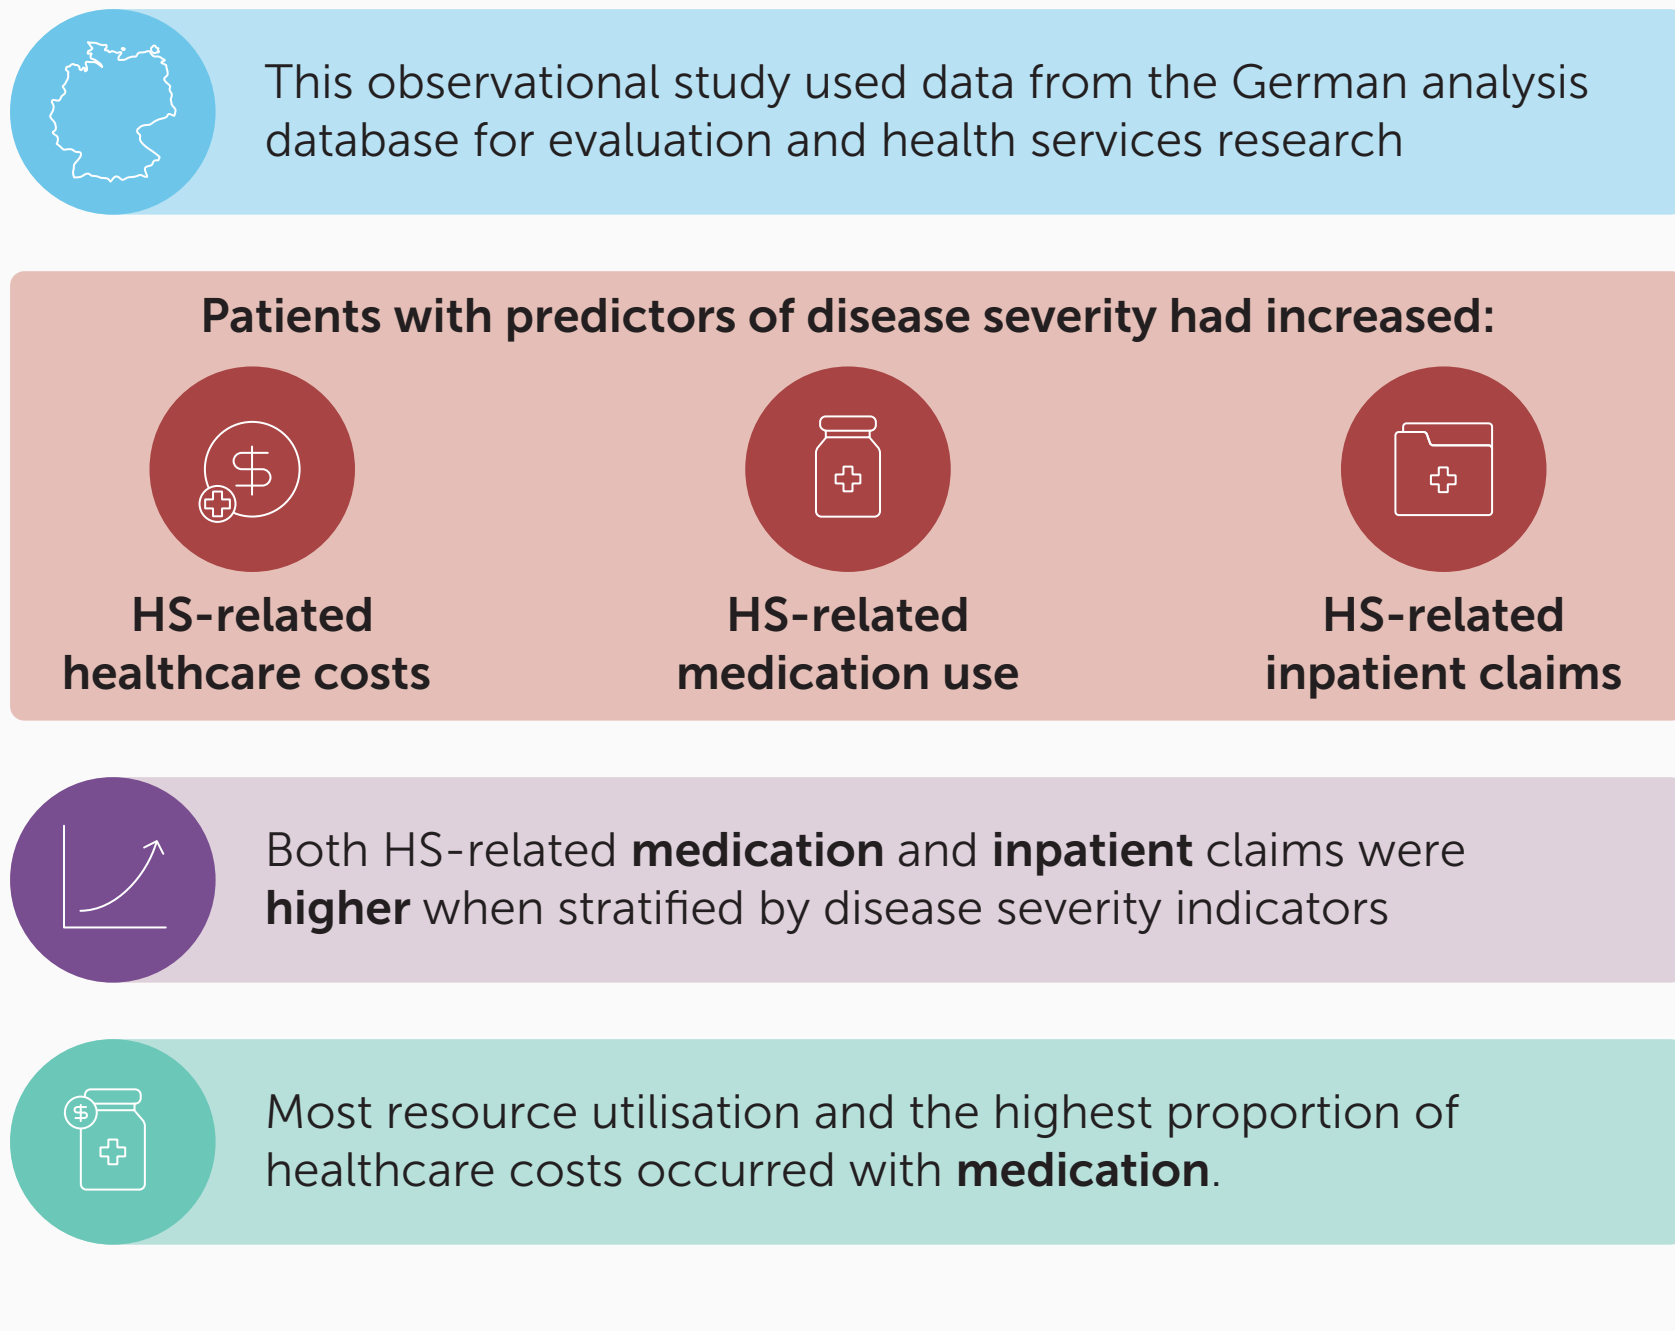 This observational study used data from the German analysis
database for evaluation and health services research
Patients with predictors of disease severity had increased:
HS-related
healthcare costs
HS-related
medication use
HS-related
inpatient claims
Both HS-related medication and inpatient claims were
higher when stratified by disease severity indicators
Most resource utilisation and the highest proportion of
healthcare costs occurred with medication.